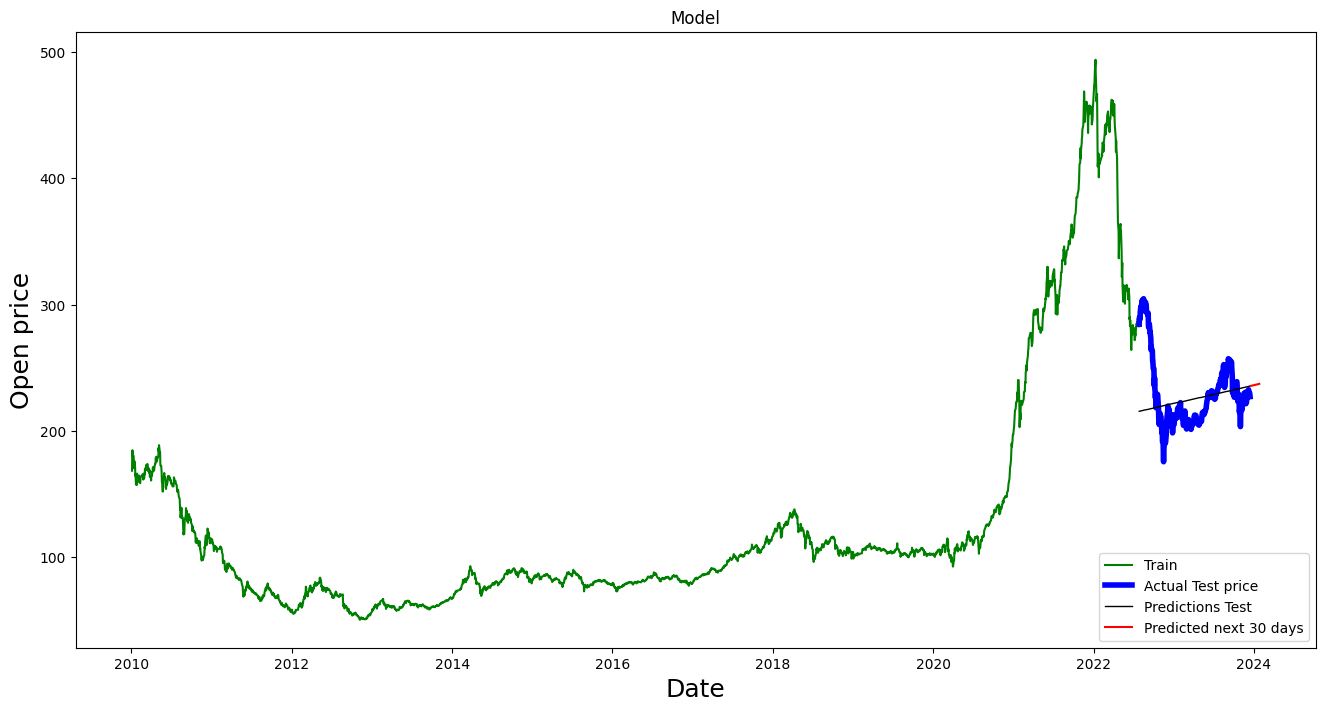 Model
Open price
500
400
300
200
100
2010
2012
2014
2016
2018
2020
2022
2024
Date
Train
Actual Test price
Predictions Test
Predicted next 30 days